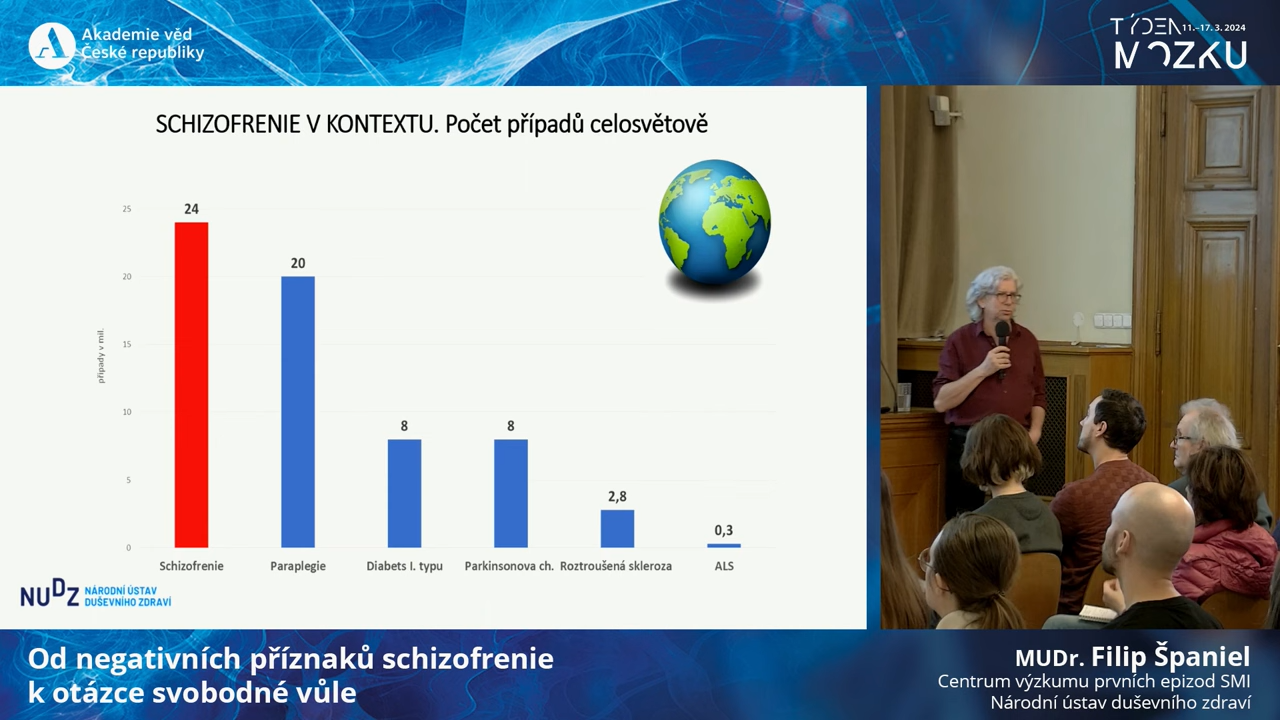 Akademie věd
České republiky
TÝDEN 11.–17. 3. 2024
MOZKU
SCHIZOFRENIE V KONTEXTU. Počet případů celosvětově
případy v mil.
25
20
15
10
5
0
24
20
8
8
2,8
0,3
Schizofrenie
Paraplegie
Diabets I. typu
Parkinsonova ch.
Roztroušená skleroza
ALS
NUDZ NÁRODNÍ ÚSTAV
DUŠEVNÍHO ZDRAVÍ
Od negativních příznaků schizofrenie
k otázce svobodné vůle
MUDr. Filip Španiel
Centrum výzkumu prvních epizod SMI
Národní ústav duševního zdraví